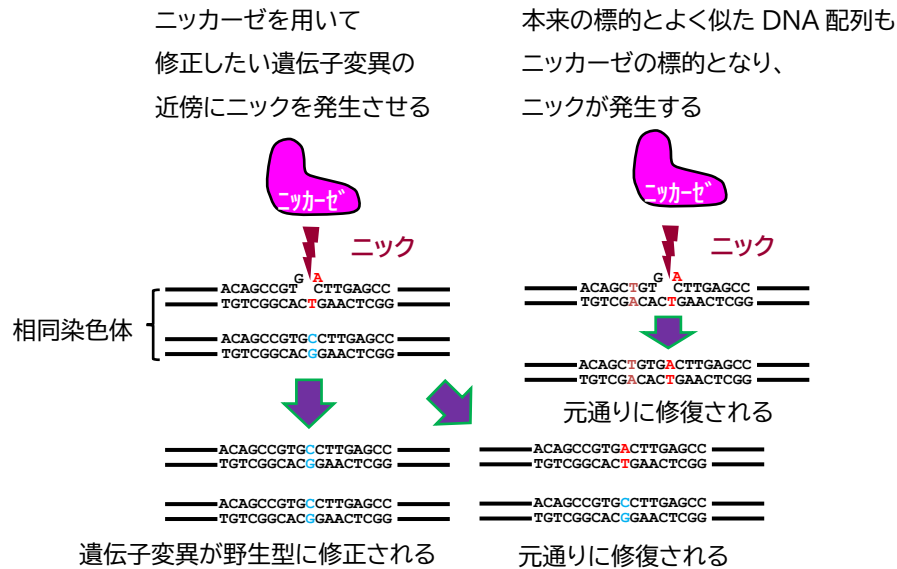 ニッカーゼを用いて
修正したい遺伝子変異の
近傍にニックを発生させる
ニッカーゼ
ニック
G A
ACAGCCGT CTTGAGCC
TGTCGGCACTGAACTCGG
相同染色体
ACAGCCGTGCCTTGAGCC
TGTCGGCACGGAACTCGG
ACAGCCGTGCCTTGAGCC
TGTCGGCACGGAACTCGG
ACAGCCGTGCCTTGAGCC
TGTCGGCACGGAACTCGG
遺伝子変異が野生型に修正される
本来の標的とよく似た DNA 配列も
ニッカーゼの標的となり、
ニックが発生する
ニッカーゼ
ニック
G A
ACAGCTGT CTTGAGCC
TGTCGACACTGAACTCGG
ACAGCTGTGACTTGAGCC
TGTCGACACTGAACTCGG
元通りに修復される
ACAGCCGTGACTTGAGCC
TGTCGGCACTGAACTCGG
ACAGCCGTGCCTTGAGCC
TGTCGGCACGGAACTCGG
元通りに修復される